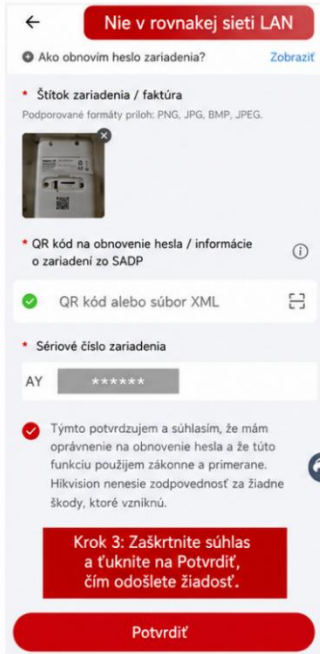 Nie v rovnakej sieti LAN
Ako obnovím heslo zariadenia? Zobraziť
* Štítok zariadenia / faktúra
Podporované formáty príloh: PNG, JPG, BMP, JPEG.
* QR kód na obnovenie hesla / informácie
o zariadení zo SADP
QR kód alebo súbor XML
* Sériové číslo zariadenia
AY ******
Týmto potvrdzujem a súhlasím, že mám
oprávnenie na obnovenie hesla a že túto
funkciu použijem zákonne a primerane.
Hikvision nenesie zodpovednosť za žiadne
škody, ktoré vzniknú.
Krok 3: Zaškrtnite súhlas
a ťuknite na Potvrdiť,
čím odošlete žiadosť.
Potvrdiť